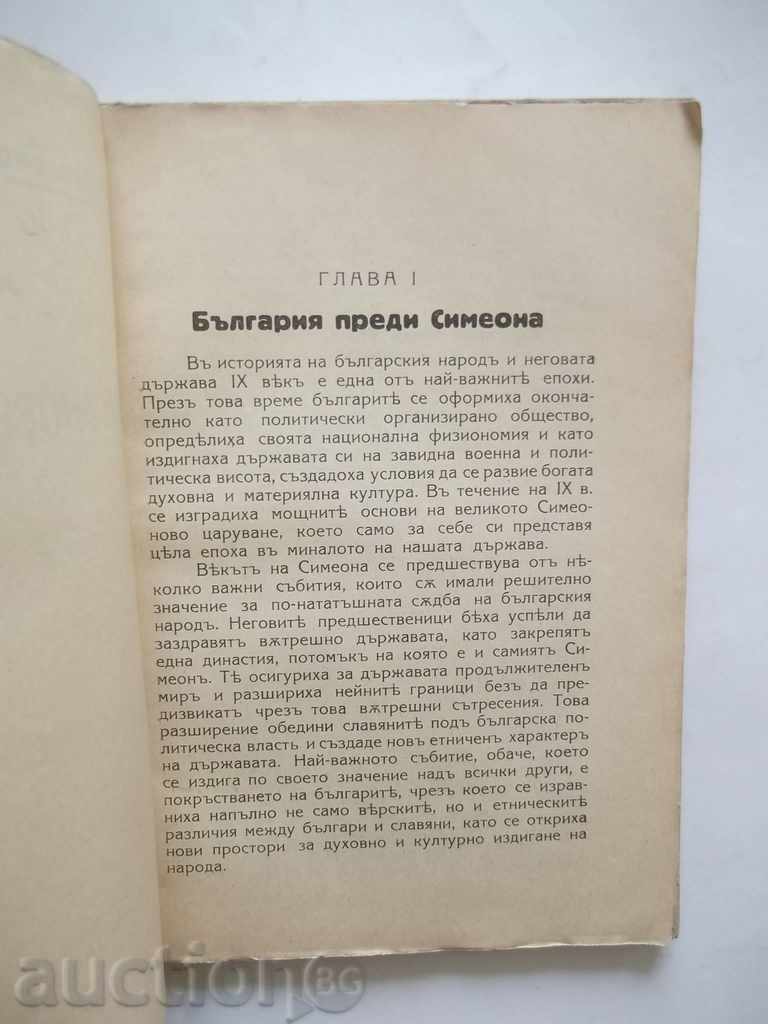 ГЛАВА I
България преди Симеона
Въ историята на българския народъ и неговата
държава IX вѣкъ е една отъ най-важнитѣ епохи.
Презъ това време българитѣ се оформиха оконча-
телно като политически организирано общество,
опредѣлиха своята национална физиономия и като
издигнаха държавата си на завидна военна и поли-
тическа висота, създадоха условия да се развие богата
духовна и материялна култура. Въ течение на IX в.
се изградиха мощнитѣ основи на великото Симео-
ново царуване, което само за себе си представя
цѣла епоха въ миналото на нашата държава.
Вѣкътъ на Симеона се предшествува отъ нѣ-
колко важни събития, които сѫ имали решително
значение за по-нататъшната сѫдба на българския
народъ. Неговитѣ предшественици бѣха успѣли да
заздравятъ вѫтрешно държавата, като закрепятъ
една династия, потомъкъ на която е и самиятъ Си-
меонъ. Тѣ осигуриха за държавата продължителенъ
миръ и разшириха нейнитѣ граници безъ да пре-
дизвикатъ чрезъ това вѫтрешни сътресения. Това
разширение обедини славянитѣ подъ българска по-
литическа власть и създаде новъ етниченъ характеръ
на държавата. Най-важното събитие, обаче, което
се издига по своето значение надъ всички други, е
покръстването на българитѣ, чрезъ което се израв-
ниха напълно не само вѣрскитѣ, но и етническитѣ
различия между българи и славяни, като се откриха
нови простори за духовно и културно издигане на
народа.
auctionBG